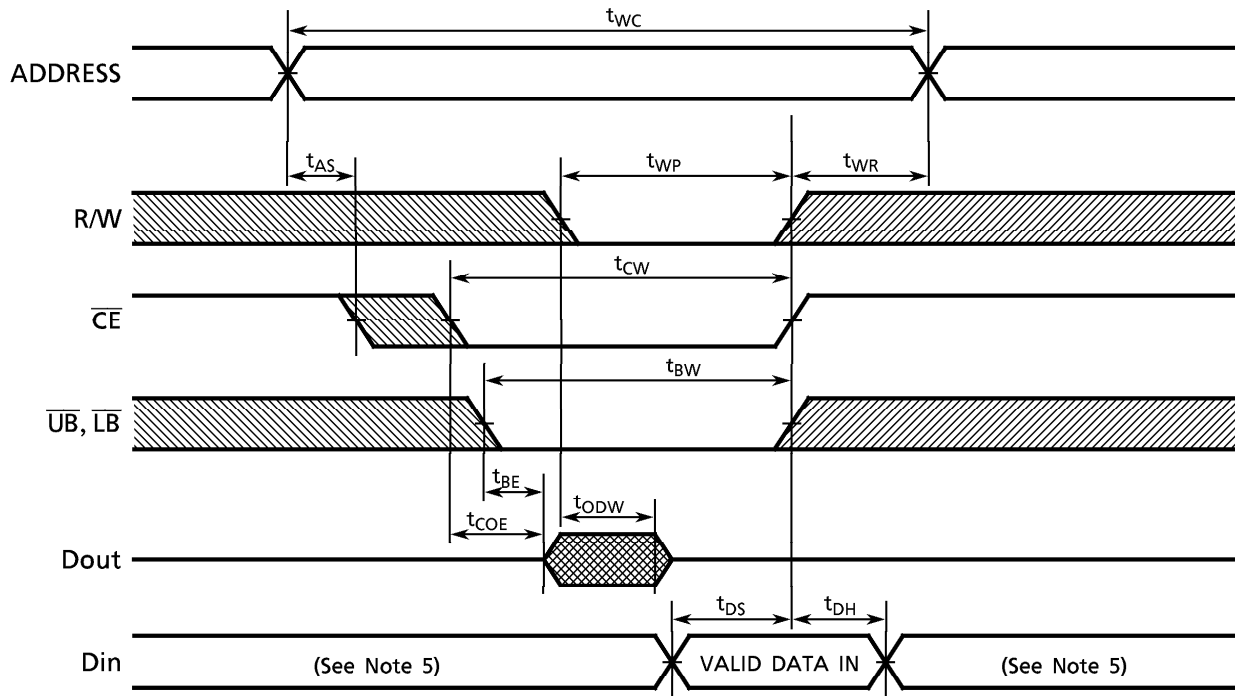 tWC
ADDRESS
tAS
tWP
tWR
R/W
tCW
CE
tBW
UB, LB
tBE
tODW
tCOE
Dout
tDS
tDH
Din
(See Note 5)
VALID DATA IN
(See Note 5)